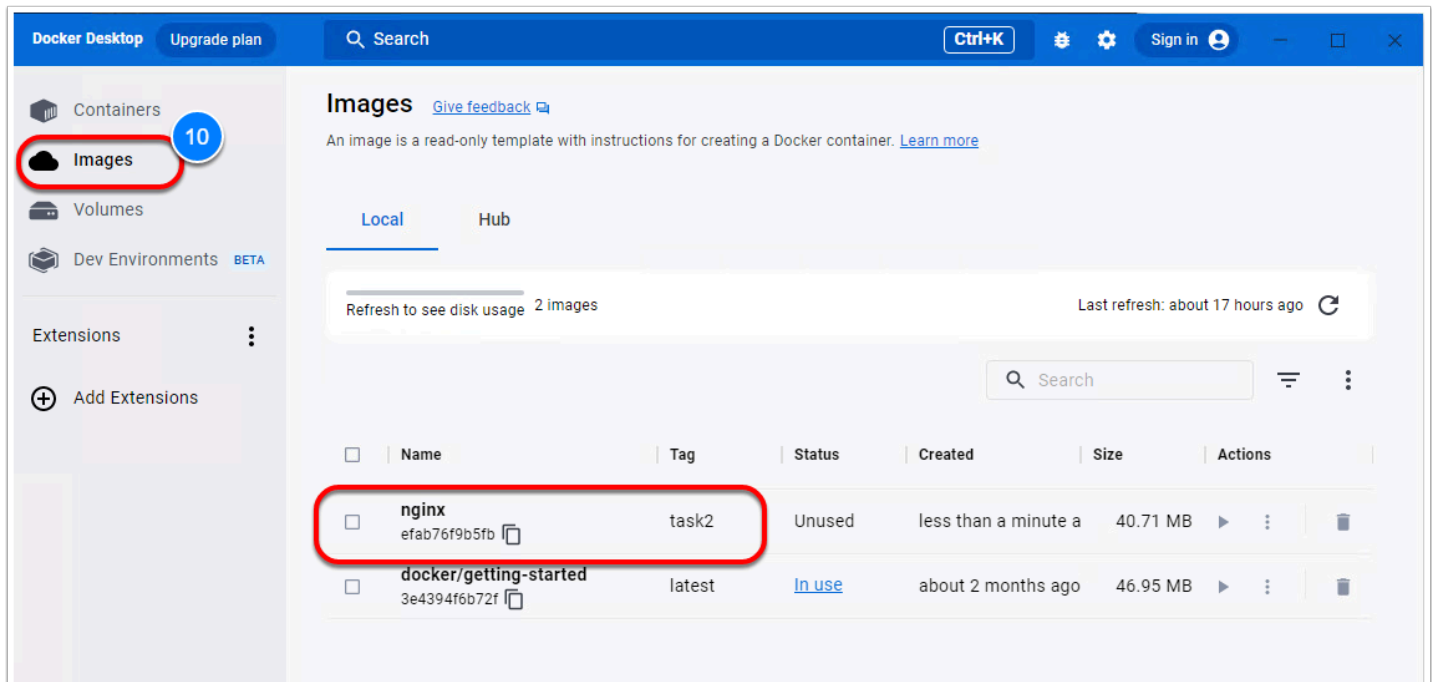 Docker Desktop Upgrade plan Search Ctrl+K Sign in
Containers
10
Images
Volumes
Dev Environments BETA
Extensions
Add Extensions
Images Give feedback
An image is a read-only template with instructions for creating a Docker container. Learn more
Local Hub
Refresh to see disk usage 2 images Last refresh: about 17 hours ago
Search
Name Tag Status Created Size Actions
nginx
efab76f9b5fb task2 Unused less than a minute a 40.71 MB
docker/getting-started
3e4394f6b72f latest In use about 2 months ago 46.95 MB